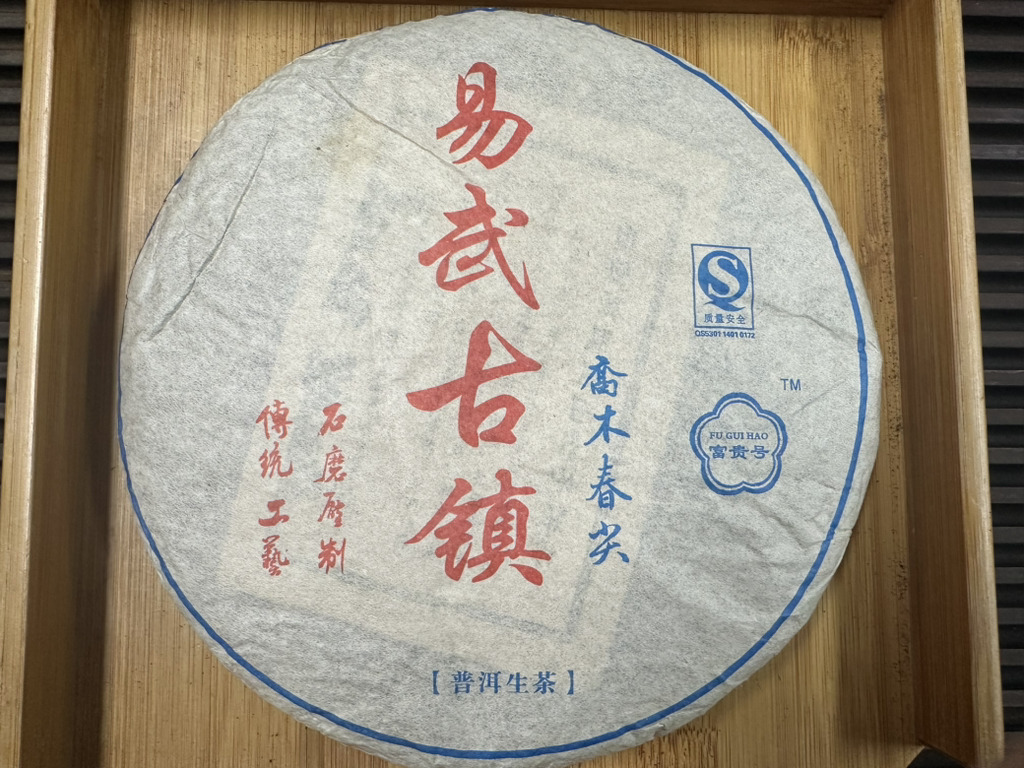 易武古镇
喬木春尖
石磨壓制
傳统工藝
质量安全
QS5301 1401 0172
TM
FU GUI HAO
富贵号
【普洱生茶】